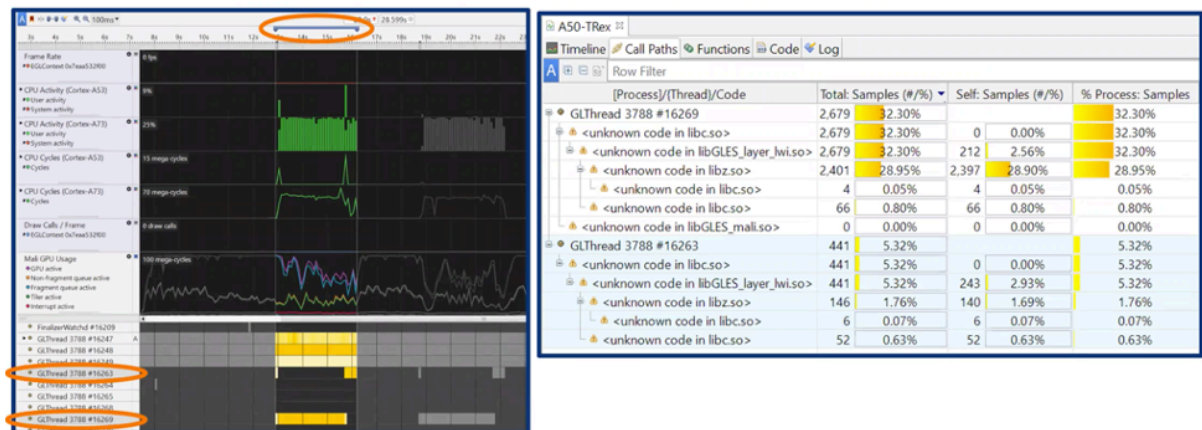 A 100ms
28.599s
3s 4s 5s 6s 7s 8s 9s 10s 11s 14s 15s 17s 18s 19s 20s 21s 22s
Frame Rate
0 fps
CPU Activity (Cortex-A53)
User activity
System activity
9%
CPU Activity (Cortex-A73)
User activity
System activity
25%
CPU Cycles (Cortex-A53)
Cycles
15 mega-cycles
CPU Cycles (Cortex-A73)
Cycles
70 mega-cycles
Draw Calls / Frame
0 draw calls
Mali GPU Usage
GPU active
Non-fragment queue active
Fragment queue active
Tiler active
Interrupt active
100 mega-cycles
FinalizerWatchd #16209
GLThread 3788 #16247 A
GLThread 3788 #16248
GLThread 3788 #16249
GLThread 3788 #16263
GLThread 3788 #16264
GLThread 3788 #16265
GLThread 3788 #16268
GLThread 3788 #16269
A50-TRex
Timeline Call Paths Functions Code Log
A Row Filter
[Process]/{Thread}/Code Total: Samples (#/%) Self: Samples (#/%) % Process: Samples
GLThread 3788 #16269 2,679 32.30% 32.30%
<unknown code in libc.so> 2,679 32.30% 0 0.00% 32.30%
<unknown code in libGLES_layer_lwi.so> 2,679 32.30% 212 2.56% 32.30%
<unknown code in libz.so> 2,401 28.95% 2,397 28.90% 28.95%
<unknown code in libc.so> 4 0.05% 4 0.05% 0.05%
<unknown code in libc.so> 66 0.80% 66 0.80% 0.80%
<unknown code in libGLES_mali.so> 0 0.00% 0 0.00% 0.00%
GLThread 3788 #16263 441 5.32% 5.32%
<unknown code in libc.so> 441 5.32% 0 0.00% 5.32%
<unknown code in libGLES_layer_lwi.so> 441 5.32% 243 2.93% 5.32%
<unknown code in libz.so> 146 1.76% 140 1.69% 1.76%
<unknown code in libc.so> 6 0.07% 6 0.07% 0.07%
<unknown code in libc.so> 52 0.63% 52 0.63% 0.63%